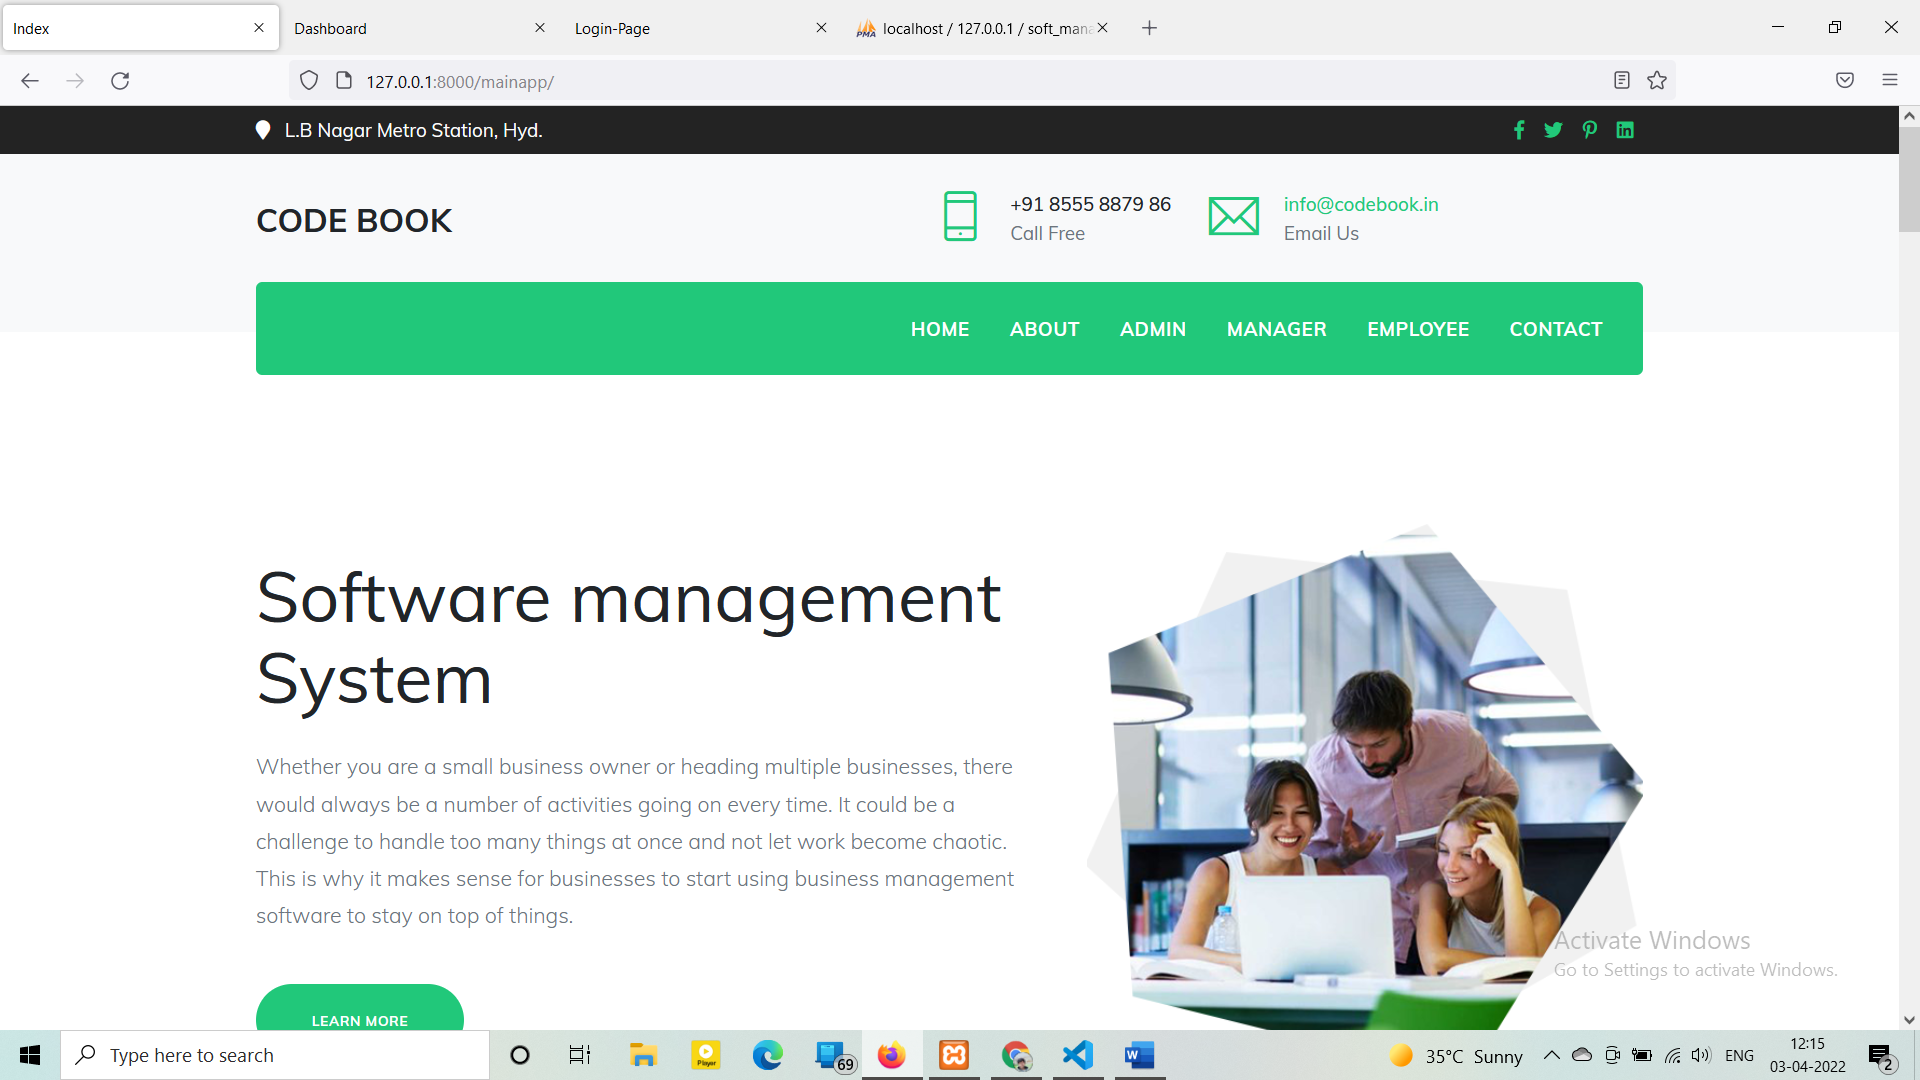 Index
Dashboard
Login-Page
PMA localhost / 127.0.0.1 / soft_mana
127.0.0.1:8000/mainapp/
L.B Nagar Metro Station, Hyd.
CODE BOOK
+91 8555 8879 86
Call Free
info@codebook.in
Email Us
HOME ABOUT ADMIN MANAGER EMPLOYEE CONTACT
Software management
System
Whether you are a small business owner or heading multiple businesses, there
would always be a number of activities going on every time. It could be a
challenge to handle too many things at once and not let work become chaotic.
This is why it makes sense for businesses to start using business management
software to stay on top of things.
LEARN MORE
Activate Windows
Go to Settings to activate Windows.
Type here to search
Player
69
W
35°C Sunny
ENG
12:15
03-04-2022
2